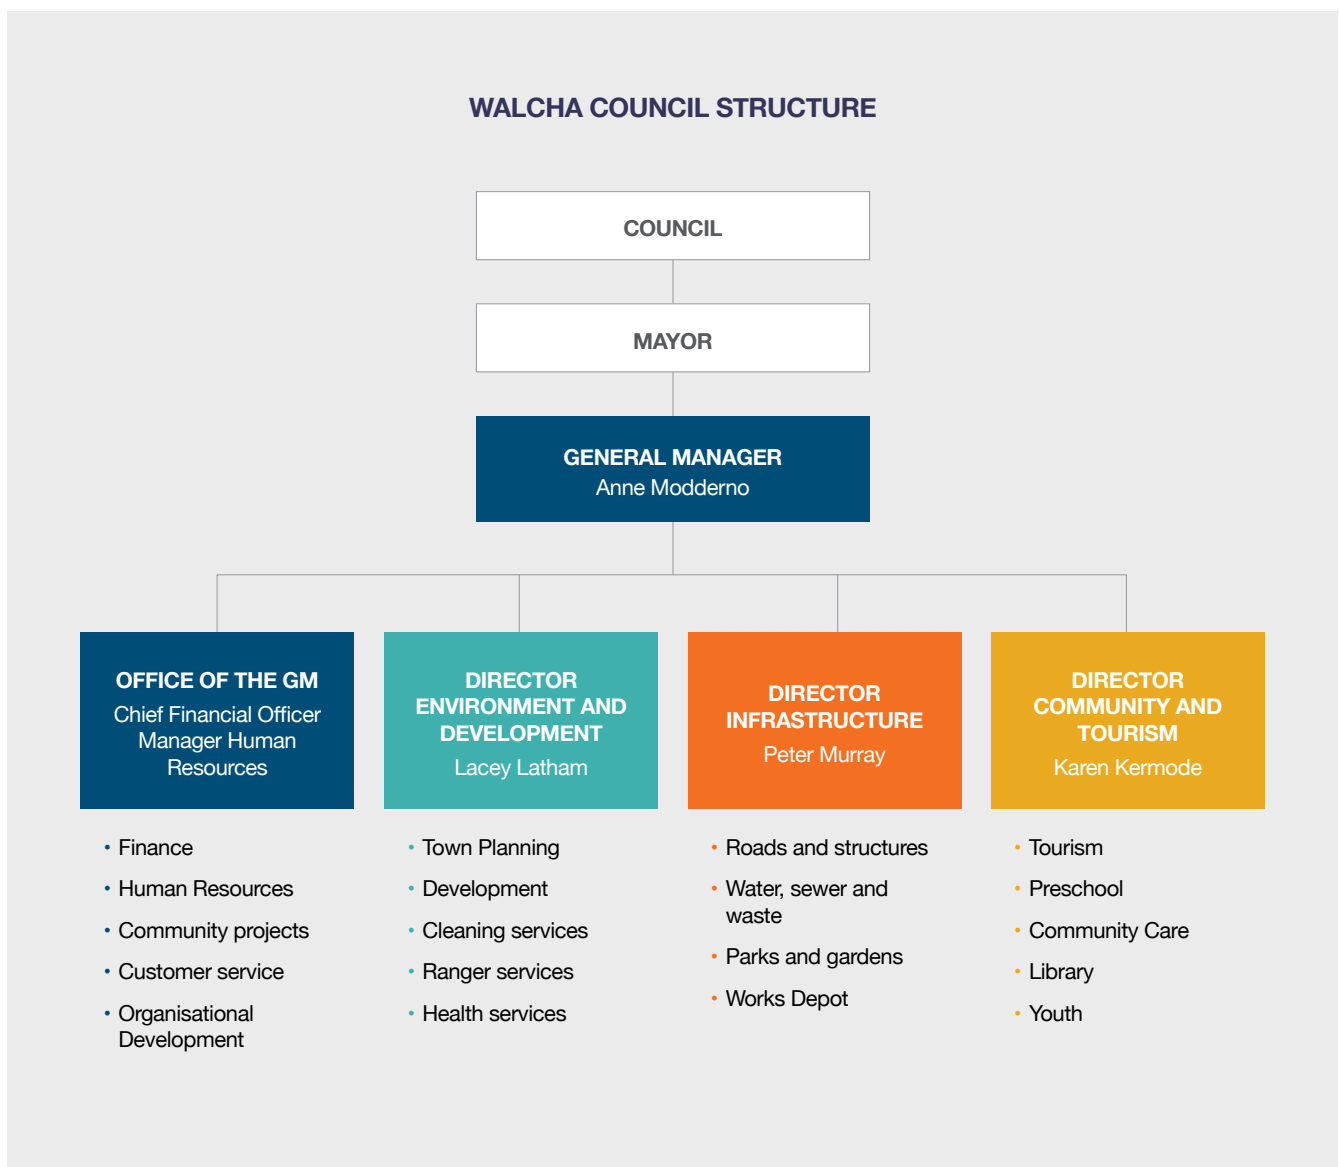 WALCHA COUNCIL STRUCTURE
COUNCIL
MAYOR
GENERAL MANAGER
Anne Modderno
OFFICE OF THE GM
Chief Financial Officer
Manager Human
Resources
• Finance
• Human Resources
• Community projects
• Customer service
• Organisational
Development
DIRECTOR
ENVIRONMENT AND
DEVELOPMENT
Lacey Latham
• Town Planning
• Development
• Cleaning services
• Ranger services
• Health services
DIRECTOR
INFRASTRUCTURE
Peter Murray
• Roads and structures
• Water, sewer and
waste
• Parks and gardens
• Works Depot
DIRECTOR
COMMUNITY AND
TOURISM
Karen Kermode
• Tourism
• Preschool
• Community Care
• Library
• Youth